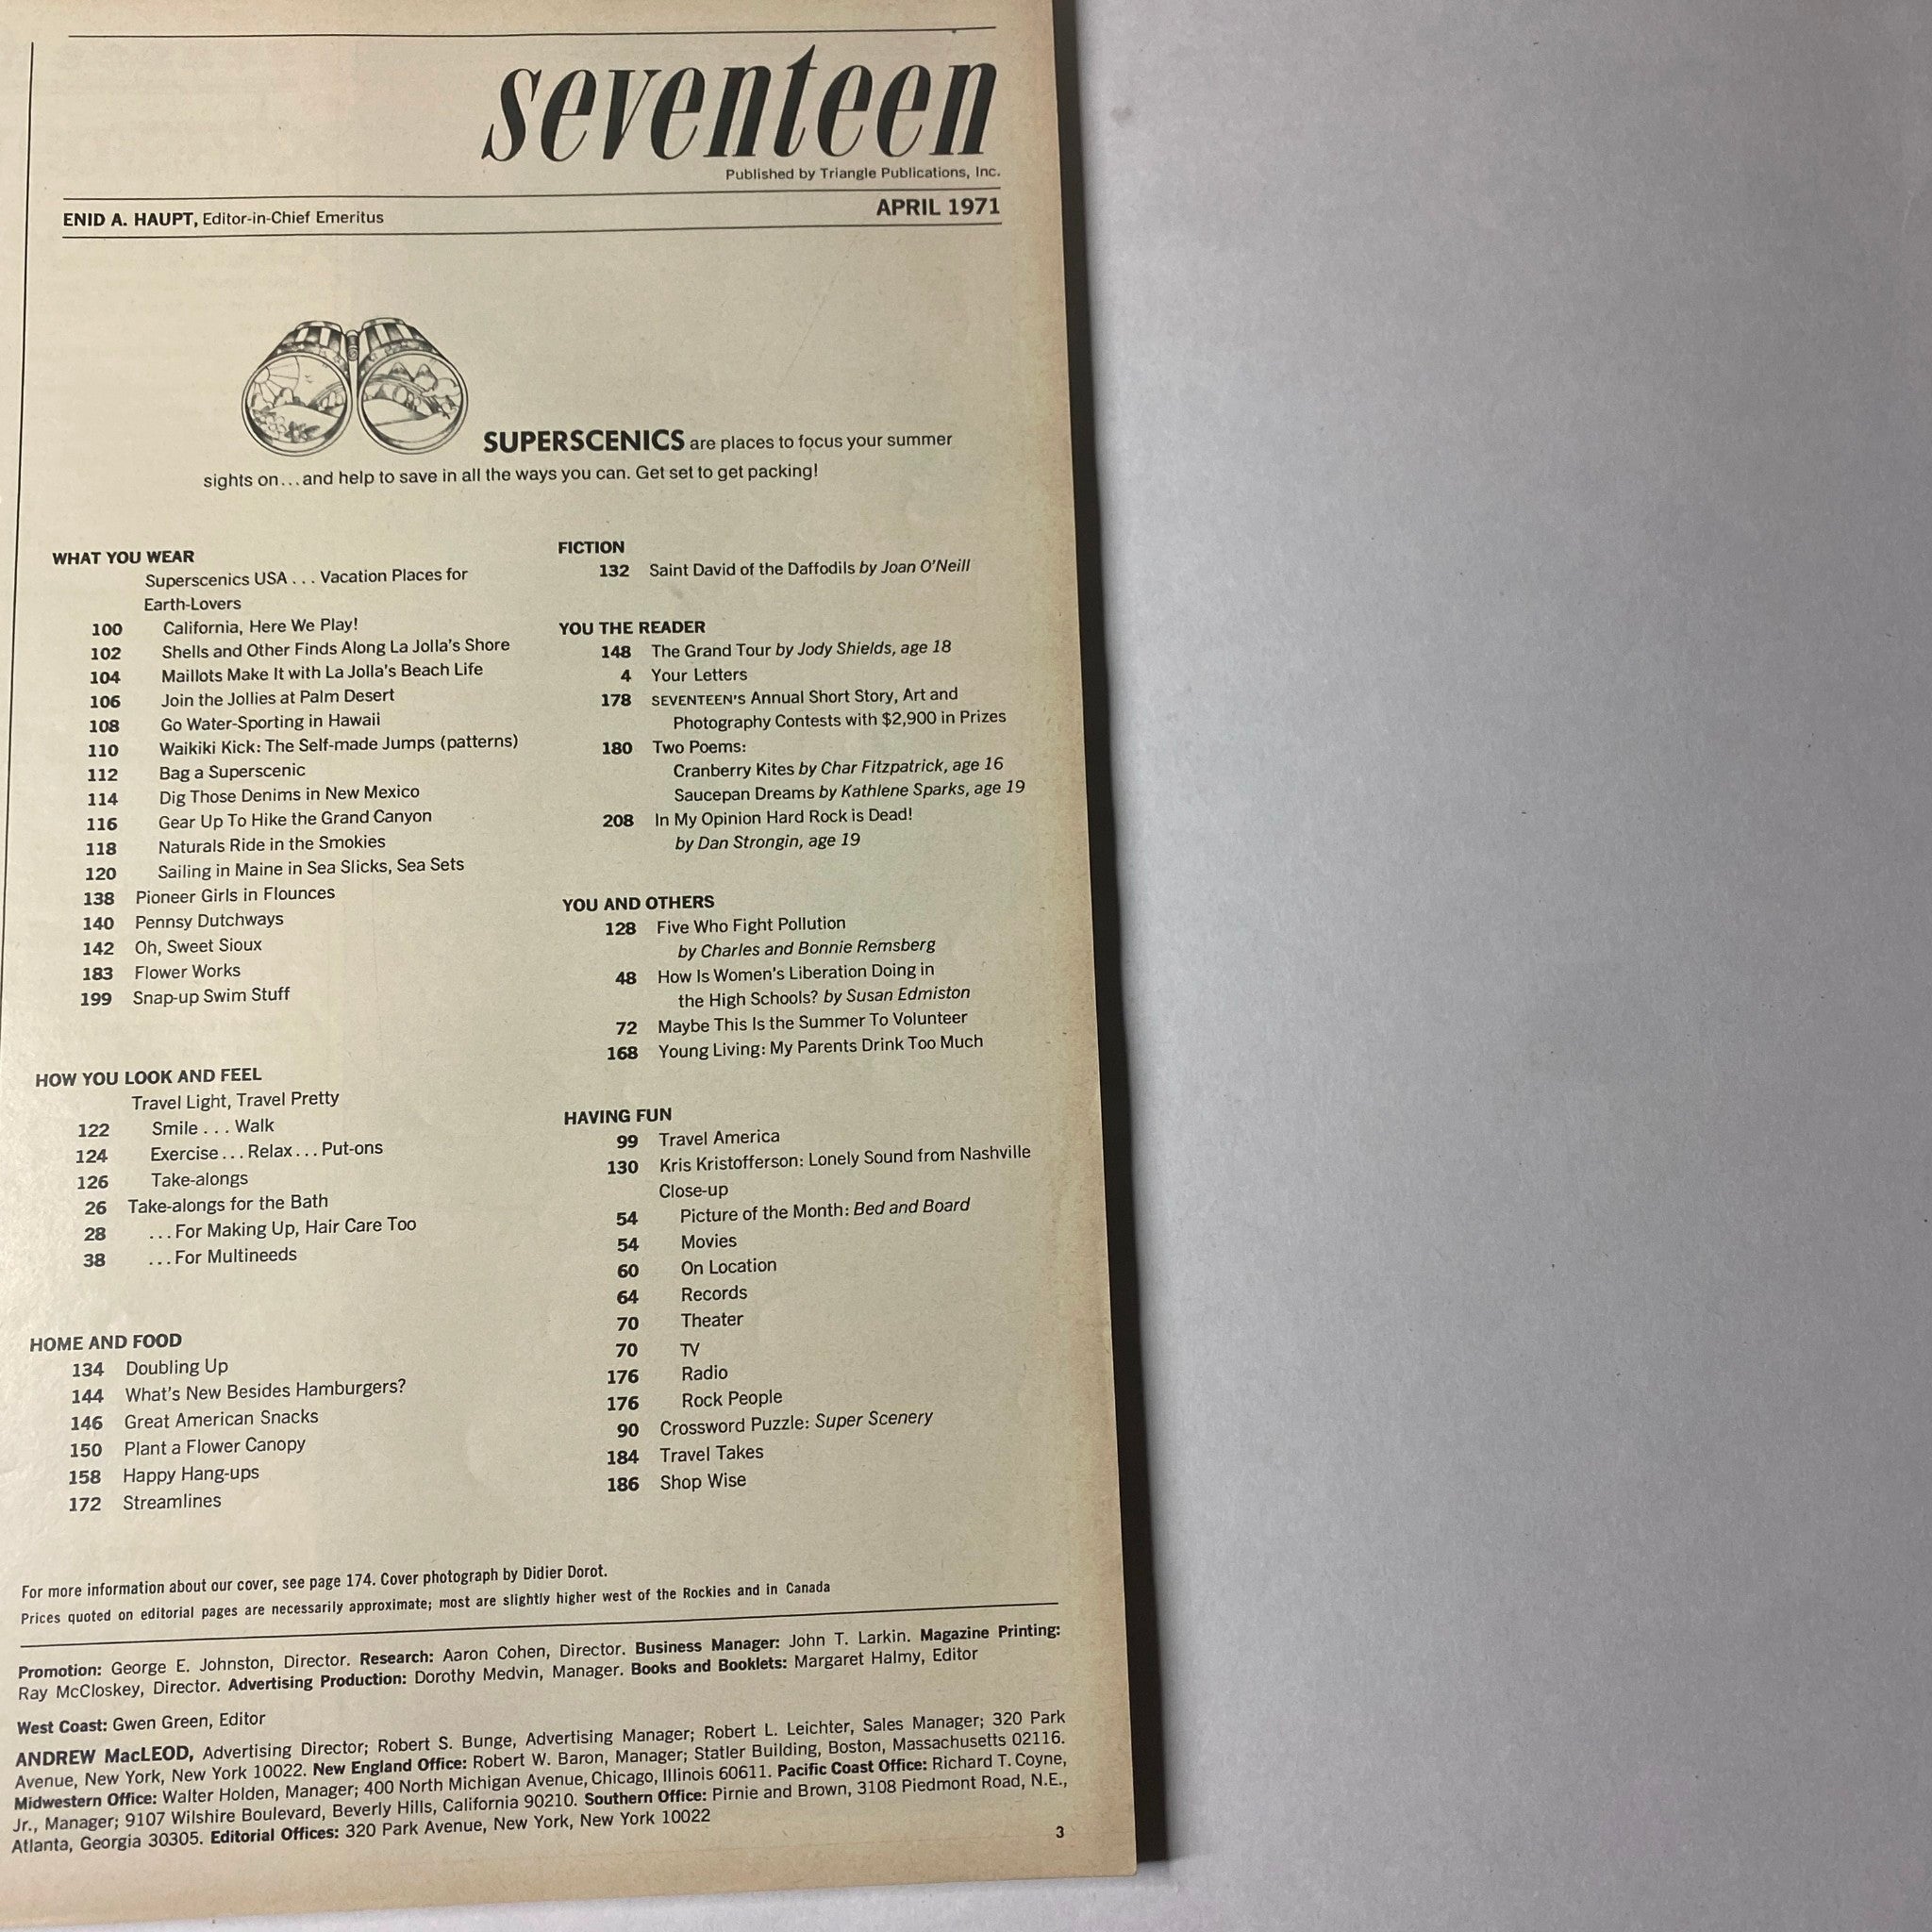 seventeen
Published by Triangle Publications, Inc.
ENID A. HAUPT, Editor-in-Chief Emeritus
APRIL 1971
SUPERSCENICS are places to focus your summer
sights on...and help to save in all the ways you can. Get set to get packing!
WHAT YOU WEAR
Superscenics USA . . . Vacation Places for
Earth-Lovers
100 California, Here We Play!
102 Shells and Other Finds Along La Jolla's Shore
104 Maillots Make It with La Jolla's Beach Life
106 Join the Jollies at Palm Desert
108 Go Water-Sporting in Hawaii
110 Waikiki Kick: The Self-made Jumps (patterns)
112 Bag a Superscenic
114 Dig Those Denims in New Mexico
116 Gear Up To Hike the Grand Canyon
118 Naturals Ride in the Smokies
120 Sailing in Maine in Sea Slicks, Sea Sets
138 Pioneer Girls in Flounces
140 Pennsy Dutchways
142 Oh, Sweet Sioux
183 Flower Works
199 Snap-up Swim Stuff
HOW YOU LOOK AND FEEL
Travel Light, Travel Pretty
122 Smile . . . Walk
124 Exercise . . . Relax . . . Put-ons
126 Take-alongs
26 Take-alongs for the Bath
28 . . . For Making Up, Hair Care Too
38 . . . For Multineeds
HOME AND FOOD
134 Doubling Up
144 What's New Besides Hamburgers?
146 Great American Snacks
150 Plant a Flower Canopy
158 Happy Hang-ups
172 Streamlines
FICTION
132 Saint David of the Daffodils by Joan O'Neill
YOU THE READER
148 The Grand Tour by Jody Shields, age 18
4 Your Letters
178 SEVENTEEN'S Annual Short Story, Art and
Photography Contests with $2,900 in Prizes
180 Two Poems:
Cranberry Kites by Char Fitzpatrick, age 16
Saucepan Dreams by Kathlene Sparks, age 19
208 In My Opinion Hard Rock is Dead!
by Dan Strongin, age 19
YOU AND OTHERS
128 Five Who Fight Pollution
by Charles and Bonnie Remsberg
48 How Is Women's Liberation Doing in
the High Schools? by Susan Edmiston
72 Maybe This Is the Summer To Volunteer
168 Young Living: My Parents Drink Too Much
HAVING FUN
99 Travel America
130 Kris Kristofferson: Lonely Sound from Nashville
Close-up
54 Picture of the Month: Bed and Board
54 Movies
60 On Location
64 Records
70 Theater
70 TV
176 Radio
176 Rock People
90 Crossword Puzzle: Super Scenery
184 Travel Takes
186 Shop Wise
For more information about our cover, see page 174. Cover photograph by Didier Dorot.
Prices quoted on editorial pages are necessarily approximate; most are slightly higher west of the Rockies and in Canada
Promotion: George E. Johnston, Director. Research: Aaron Cohen, Director. Business Manager: John T. Larkin. Magazine Printing:
Ray McCloskey, Director. Advertising Production: Dorothy Medvin, Manager. Books and Booklets: Margaret Halmy, Editor
West Coast: Gwen Green, Editor
ANDREW MacLEOD, Advertising Director; Robert S. Bunge, Advertising Manager; Robert L. Leichter, Sales Manager; 320 Park
Avenue, New York, New York 10022. New England Office: Robert W. Baron, Manager; Statler Building, Boston, Massachusetts 02116.
Midwestern Office: Walter Holden, Manager; 400 North Michigan Avenue, Chicago, Illinois 60611. Pacific Coast Office: Richard T. Coyne,
Jr., Manager; 9107 Wilshire Boulevard, Beverly Hills, California 90210. Southern Office: Pirnie and Brown, 3108 Piedmont Road, N.E.,
Atlanta, Georgia 30305. Editorial Offices: 320 Park Avenue, New York, New York 10022
3